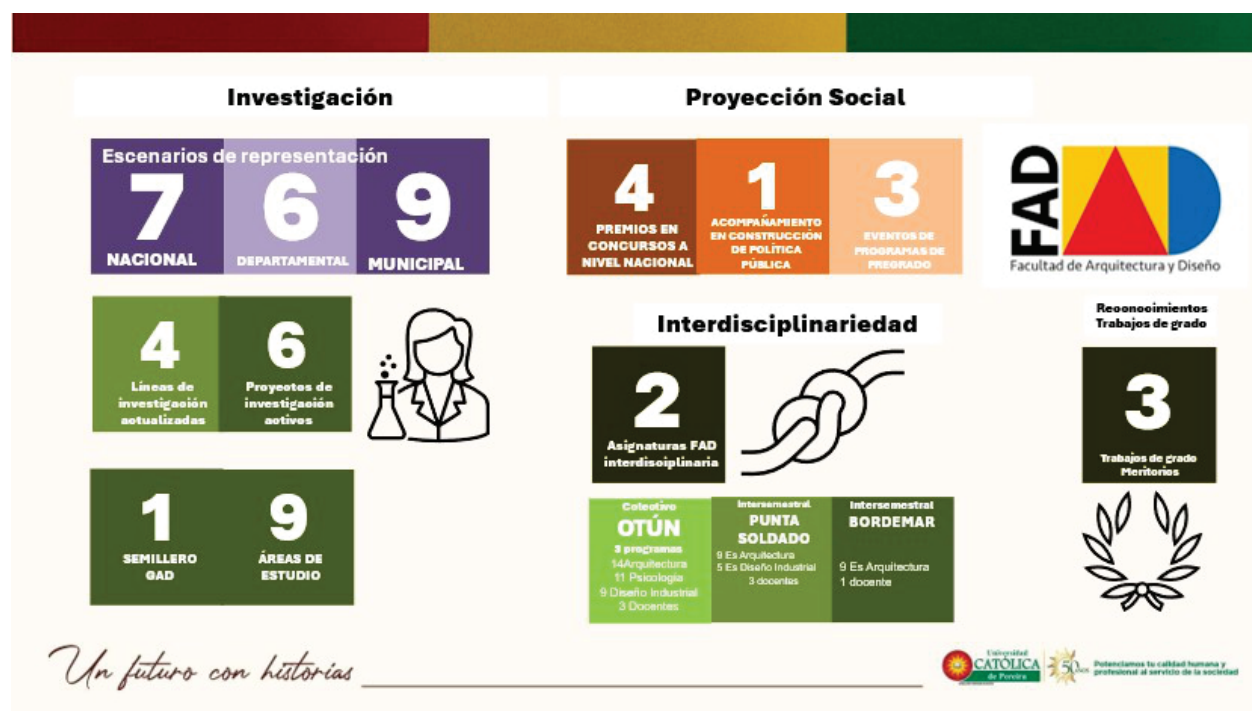 Investigación
Escenarios de representación
7
NACIONAL
6
DEPARTAMENTAL
9
MUNICIPAL
4
Líneas de
investigación
actualizadas
6
Proyectos de
investigación
activos
1
SEMILLERO
GAD
9
ÁREAS DE
ESTUDIO
Proyección Social
4
PREMIOS EN
CONCURSOS A
NIVEL NACIONAL
1
ACOMPAÑAMIENTO
EN CONSTRUCCIÓN
DE POLÍTICA
PÚBLICA
3
EVENTOS DE
PROGRAMAS DE
PREGRADO
FAD
Facultad de Arquitectura y Diseño
Interdisciplinariedad
2
Asignaturas FAD
interdisciplinaria
Colectivo
OTÚN
3 programas
14Arquitectura
11 Psicologia
9 Diseño Industrial
3 Docentes
Intersemestral
PUNTA
SOLDADO
9 Es Arquitectura
5 Es Diseño Industrial
3 docentes
Intersemestral
BORDEMAR
9 Es Arquitectura
1 docente
Reconocimientos
Trabajos de grado
3
Trabajos de grado
Meritorios
Un futuro con historias
Universidad
CATÓLICA
de Pereira
50
Potenciamos tu calidad humana y
profesional al servicio de la sociedad